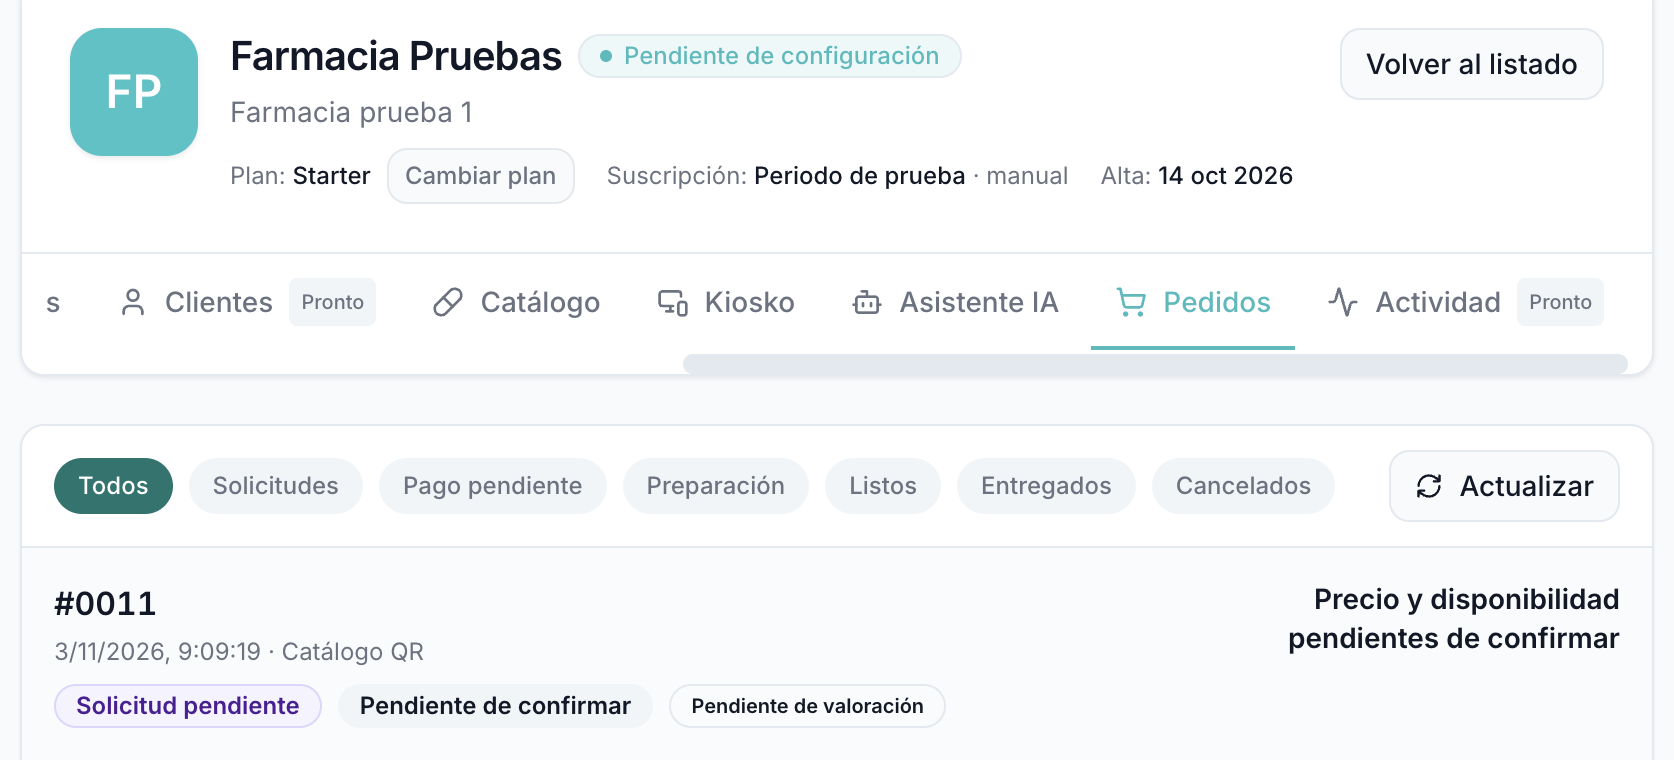 FP
Farmacia Pruebas
Pendiente de configuración
Volver al listado
Farmacia prueba 1
Plan: Starter
Cambiar plan
Suscripción: Periodo de prueba · manual
Alta: 14 oct 2026
s
Clientes
Pronto
Catálogo
Kiosko
Asistente IA
Pedidos
Actividad
Pronto
Todos
Solicitudes
Pago pendiente
Preparación
Listos
Entregados
Cancelados
Actualizar
#0011
Precio y disponibilidad
pendientes de confirmar
3/11/2026, 9:09:19 · Catálogo QR
Solicitud pendiente
Pendiente de confirmar
Pendiente de valoración